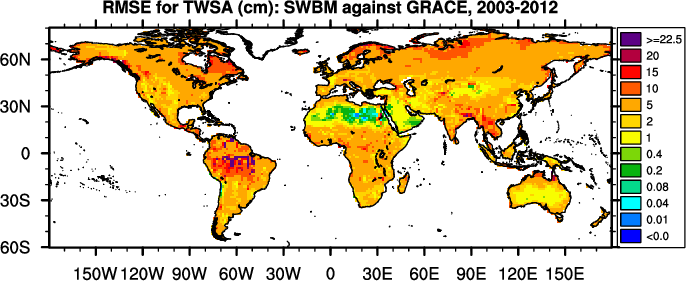 RMSE for TWSA (cm): SWBM against GRACE, 2003-2012
60N
30N
0
30S
60S
150W 120W 90W 60W 30W 0 30E 60E 90E 120E 150E
>=22.5
20
15
10
5
2
1
0.4
0.2
0.08
0.04
0.01
<0.0